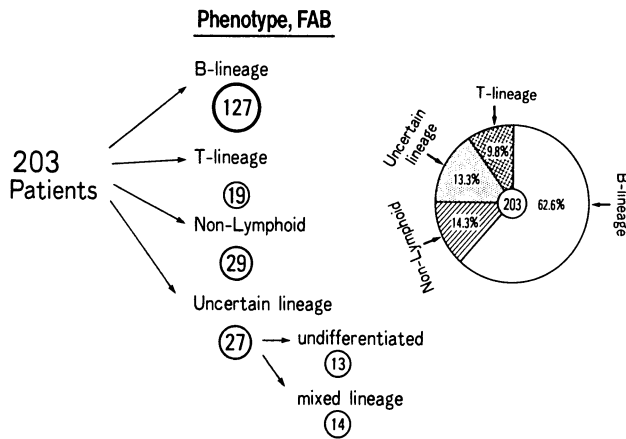 Phenotype, FAB
203
Patients
B-lineage
127
T-lineage
19
Non-Lymphoid
29
Uncertain lineage
27
undifferentiated
13
mixed lineage
14
T-lineage
Uncertain
lineage
Non-Lymphoid
B-lineage
9.8%
13.3%
14.3%
203
62.6%